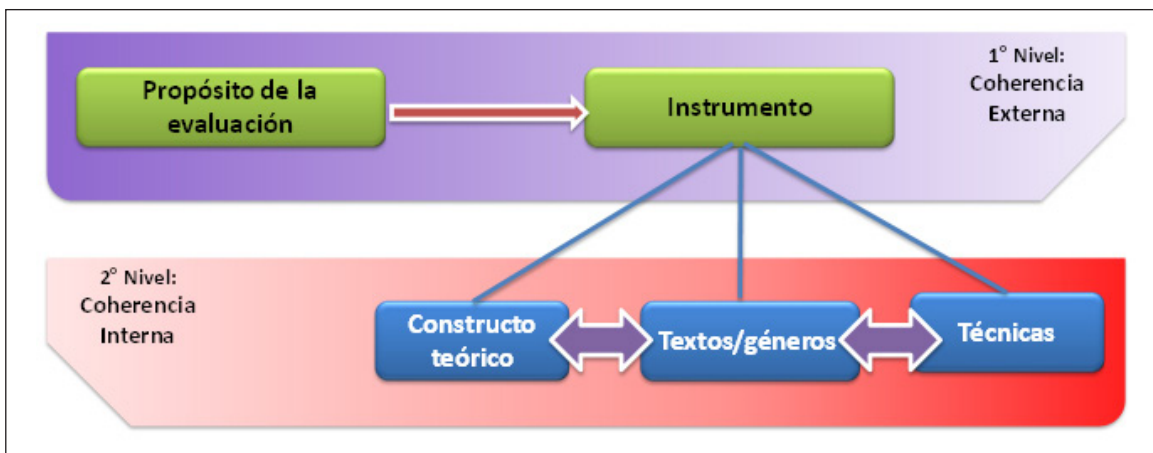 Propósito de la
evaluación
Instrumento
1° Nivel:
Coherencia
Externa
2° Nivel:
Coherencia
Interna
Constructo
teórico
Textos/géneros
Técnicas